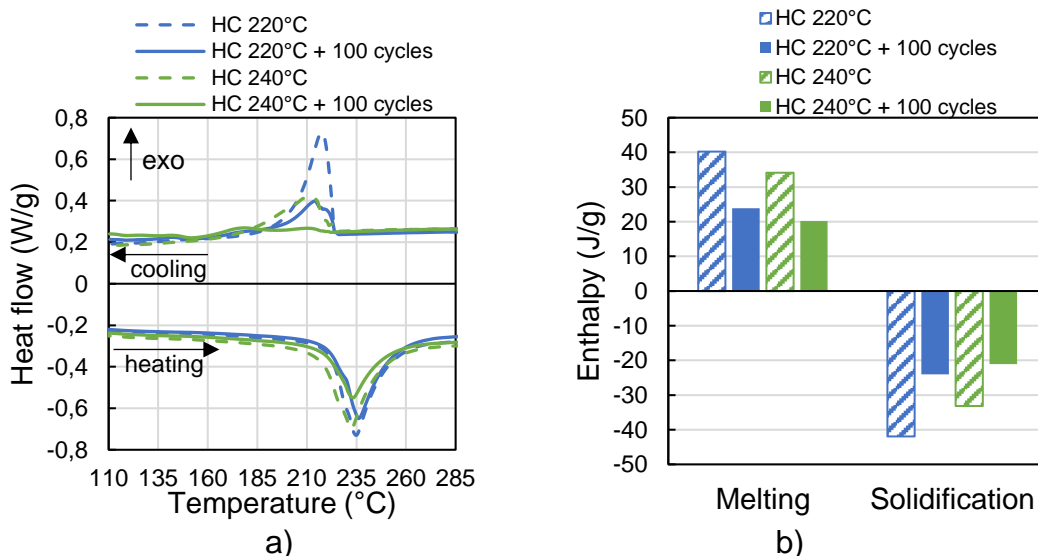 HC 220°C
HC 220°C + 100 cycles
HC 240°C
HC 240°C + 100 cycles
0,8
0,6
0,4
0,2
0
-0,2
-0,4
-0,6
-0,8
Heat flow (W/g)
exo
cooling
heating
110 135 160 185 210 235 260 285
Temperature (°C)
a)
HC 220°C
HC 220°C + 100 cycles
HC 240°C
HC 240°C + 100 cycles
50
40
30
20
10
0
-10
-20
-30
-40
-50
Enthalpy (J/g)
Melting Solidification
b)